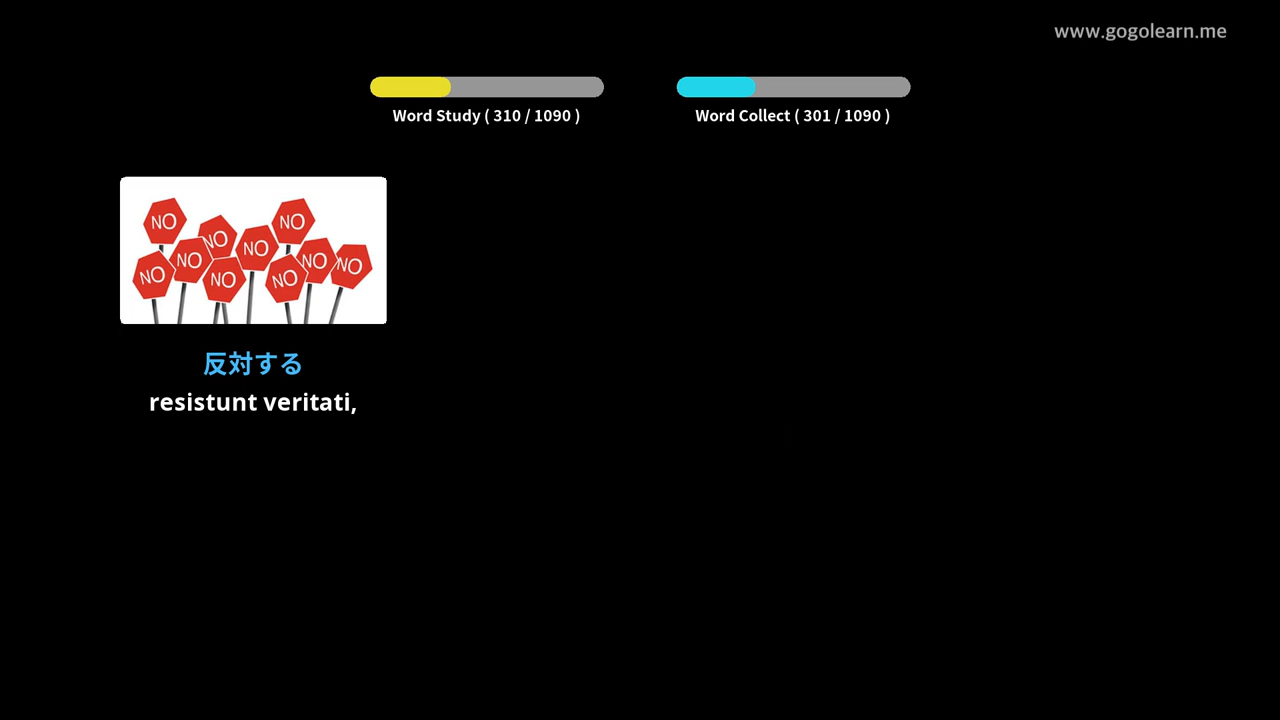 www.gogolearn.me
Word Study ( 310 / 1090 )
Word Collect ( 301 / 1090 )
NO
NO
NO
NO
NO
NO
NO
NO
NO
NO
反対する
resistunt veritati,